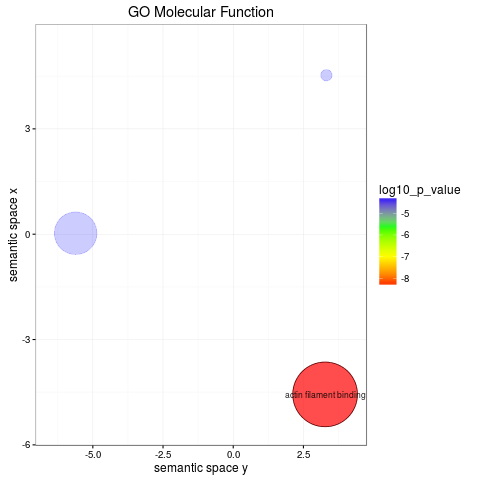 GO Molecular Function
semantic space x
3
0
-3
-6
actin filament binding
-5.0
-2.5
0.0
2.5
semantic space y
log10_p_value
-5
-6
-7
-8